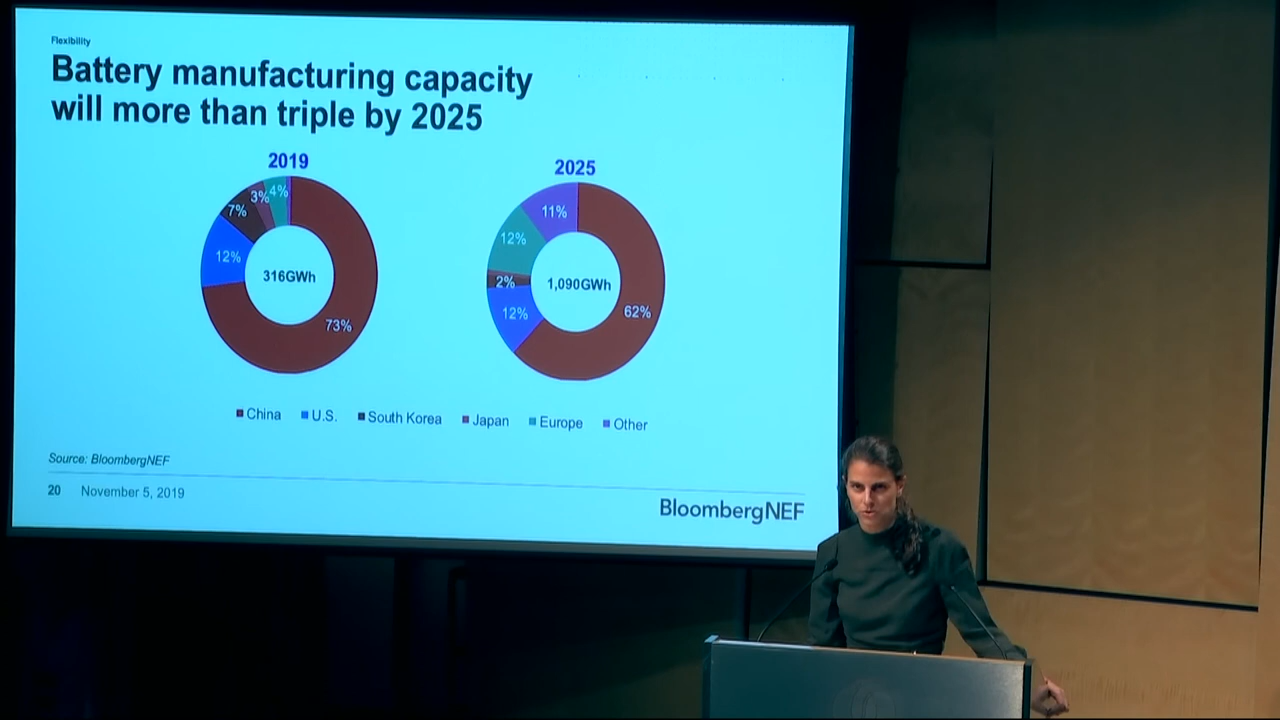 Flexibility
Battery manufacturing capacity
will more than triple by 2025
2019
4%
3%
7%
12%
316GWh
73%
2025
11%
12%
2%
1,090GWh
12%
62%
China U.S. South Korea Japan Europe Other
Source: BloombergNEF
20 November 5, 2019
BloombergNEF